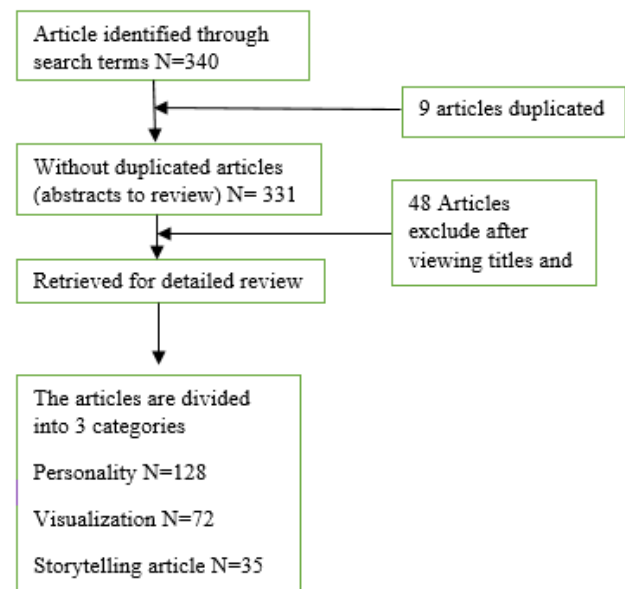 Article identified through
search terms N=340
9 articles duplicated
Without duplicated articles
(abstracts to review) N= 331
48 Articles
exclude after
viewing titles and
Retrieved for detailed review
The articles are divided
into 3 categories
Personality N=128
Visualization N=72
Storytelling article N=35